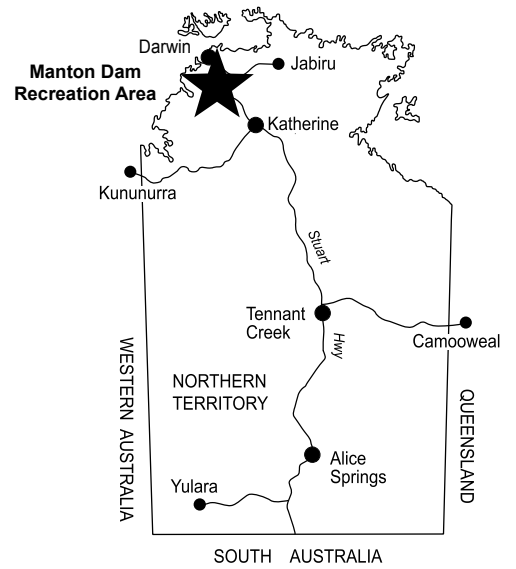 Darwin
Jabiru
Manton Dam
Recreation Area
Katherine
Kununurra
Stuart
Tennant
Creek
Hwy
Camooweal
WESTERN AUSTRALIA
NORTHERN
TERRITORY
QUEENSLAND
Alice
Springs
Yulara
SOUTH AUSTRALIA